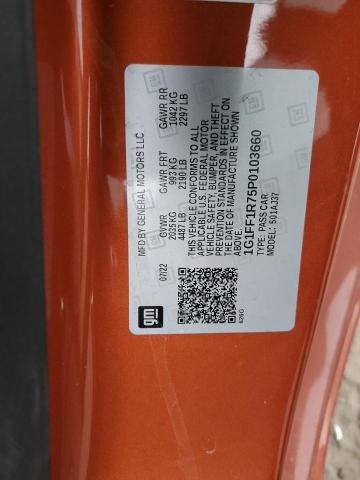 MFD BY GENERAL MOTORS LLC
07/22
GVWR
2035 KG
4487 LB
GAWR FRT
993 KG
2190 LB
GAWR RR
1042 KG
2297 LB
THIS VEHICLE CONFORMS TO ALL
APPLICABLE U.S. FEDERAL MOTOR
VEHICLE SAFETY, BUMPER, AND THEFT
PREVENTION STANDARDS IN EFFECT ON
DATE OF MANUFACTURE SHOWN
ABOVE.
1G1FF1R75P0103660
TYPE: PASS CAR
MODEL: 501AJ37
gm
626G